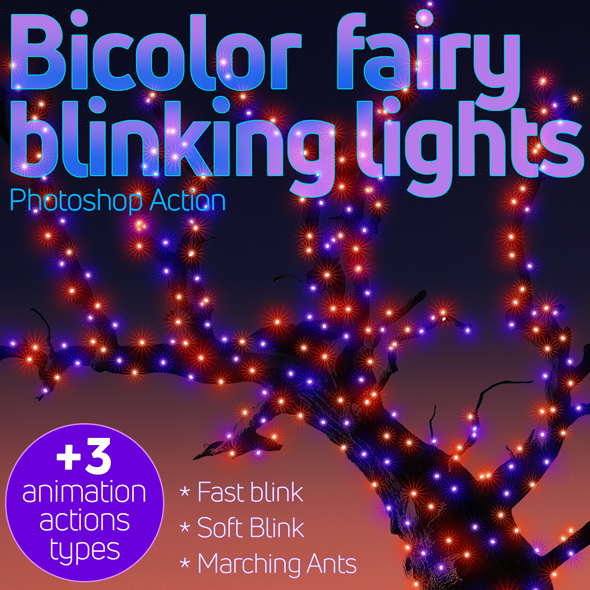 Bicolor fairy
blinking lights
Photoshop Action
+3
animation
actions
types
* Fast blink
* Soft Blink
* Marching Ants